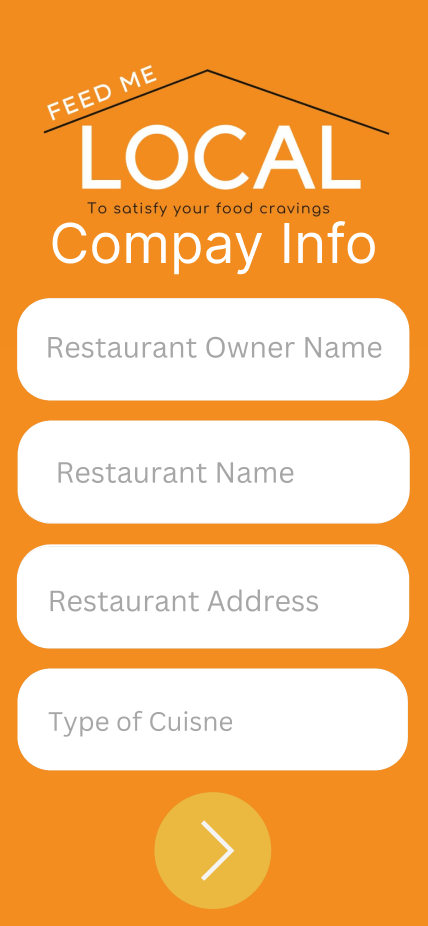 FEED ME
LOCAL
To satisfy your food cravings
Compay Info
Restaurant Owner Name
Restaurant Name
Restaurant Address
Type of Cuisne